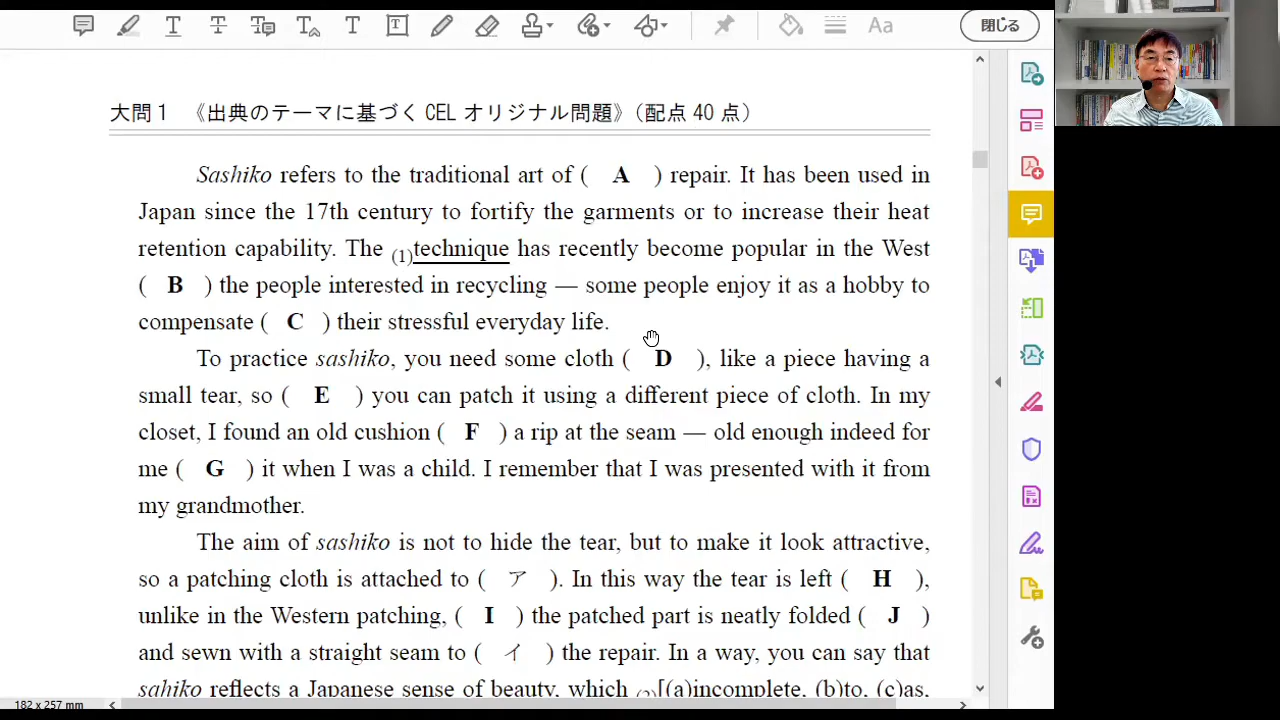 閉じる
大問1 《出典のテーマに基づく CEL オリジナル問題》（配点 40 点）
Sashiko refers to the traditional art of ( A ) repair. It has been used in
Japan since the 17th century to fortify the garments or to increase their heat
retention capability. The (1)technique has recently become popular in the West
( B ) the people interested in recycling — some people enjoy it as a hobby to
compensate ( C ) their stressful everyday life.
To practice sashiko, you need some cloth ( D ), like a piece having a
small tear, so ( E ) you can patch it using a different piece of cloth. In my
closet, I found an old cushion ( F ) a rip at the seam — old enough indeed for
me ( G ) it when I was a child. I remember that I was presented with it from
my grandmother.
The aim of sashiko is not to hide the tear, but to make it look attractive,
so a patching cloth is attached to ( ア ). In this way the tear is left ( H ),
unlike in the Western patching, ( I ) the patched part is neatly folded ( J )
and sewn with a straight seam to ( イ ) the repair. In a way, you can say that
sahiko reflects a Japanese sense of beauty, which (2)[(a)incomplete, (b)to, (c)as,
182 x 257 mm